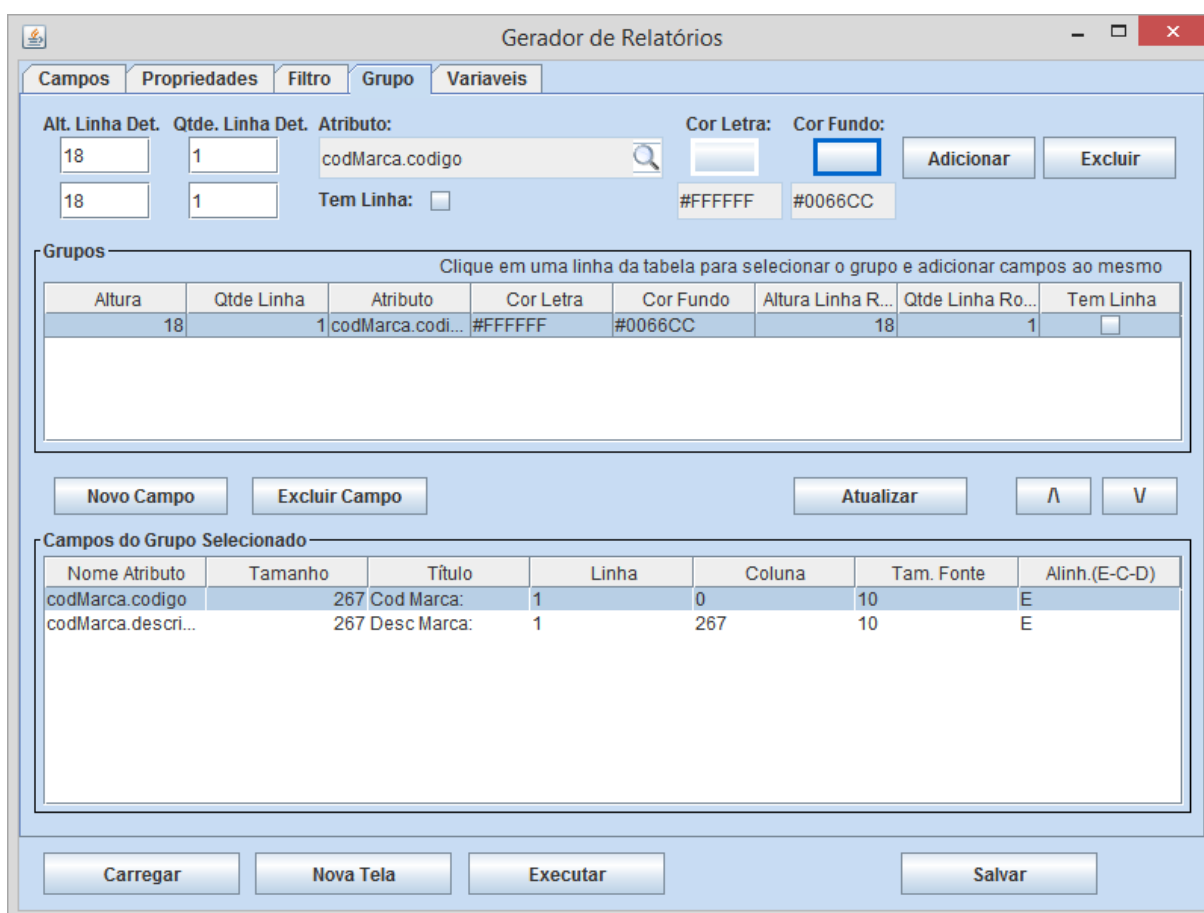 Gerador de Relatórios
Campos Propriedades Filtro Grupo Variaveis
Alt. Linha Det. Qtde. Linha Det. Atributo: Cor Letra: Cor Fundo:
18 1 codMarca.codigo Adicionar Excluir
18 1 Tem Linha: #FFFFFF #0066CC
Grupos
Clique em uma linha da tabela para selecionar o grupo e adicionar campos ao mesmo
Altura Qtde Linha Atributo Cor Letra Cor Fundo Altura Linha R... Qtde Linha Ro... Tem Linha
18 1 codMarca.codi... #FFFFFF #0066CC 18 1
Novo Campo Excluir Campo Atualizar /\ \/
Campos do Grupo Selecionado
Nome Atributo Tamanho Título Linha Coluna Tam. Fonte Alinh.(E-C-D)
codMarca.codigo 267 Cod Marca: 1 0 10 E
codMarca.descri... 267 Desc Marca: 1 267 10 E
Carregar Nova Tela Executar Salvar